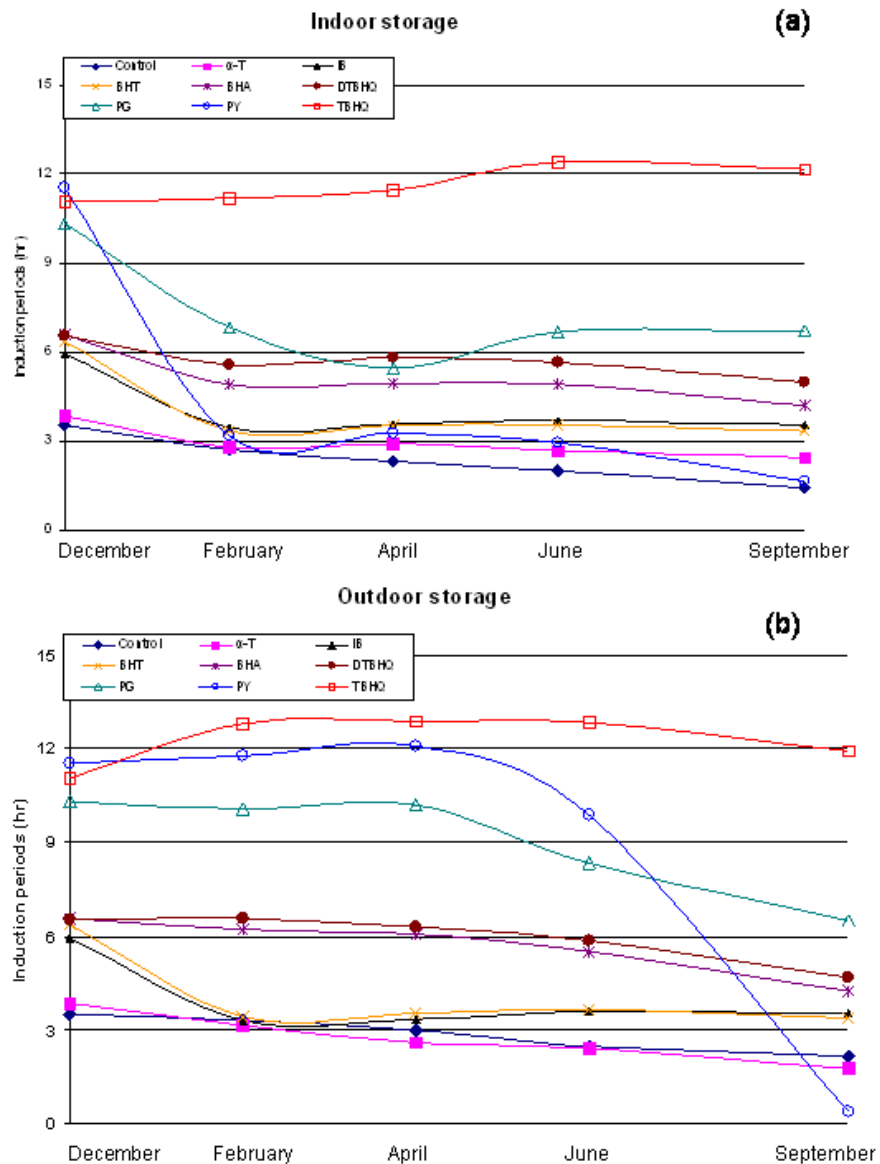 Indoor storage
(a)
Control α-T IB
BHT BHA DTBHQ
PG PY TBHQ
15
12
9
6
3
0
Induction periods (hr)
December February April June September
Outdoor storage
(b)
Control α-T IB
BHT BHA DTBHQ
PG PY TBHQ
15
12
9
6
3
0
Induction periods (hr)
December February April June September